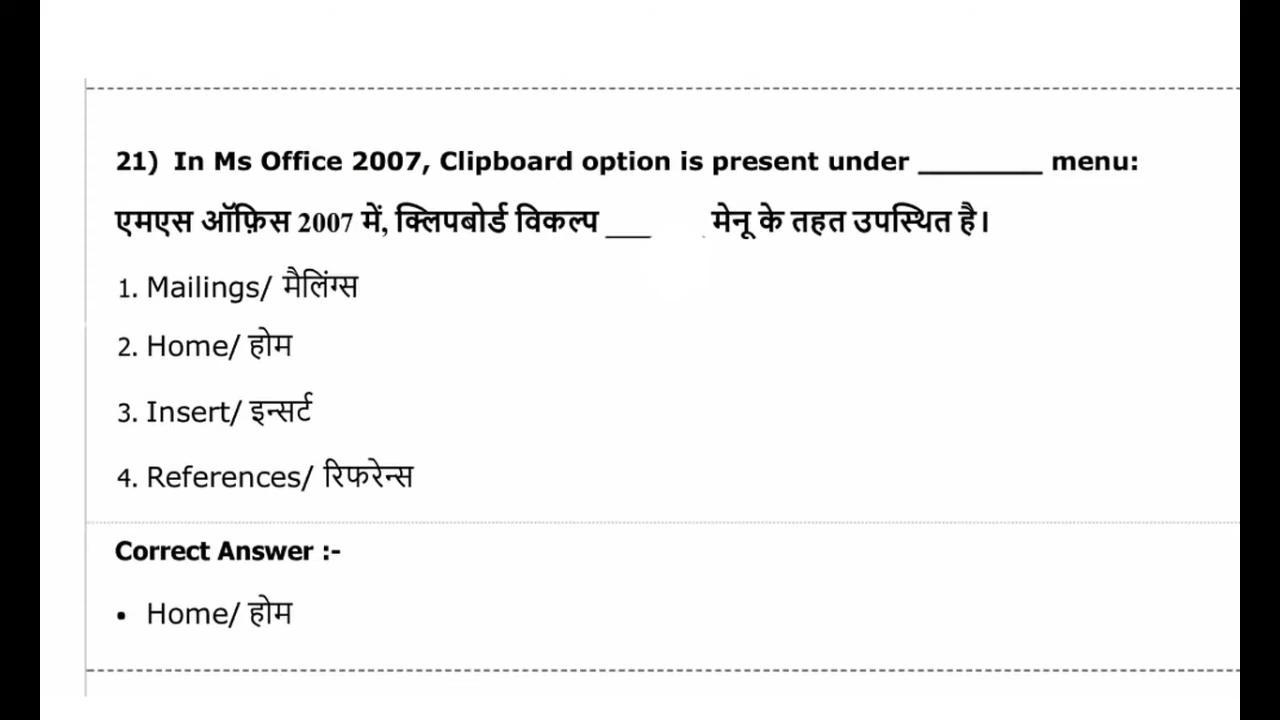 21) In Ms Office 2007, Clipboard option is present under ________ menu:
एमएस ऑफ़िस 2007 में, क्लिपबोर्ड विकल्प ___ मेनू के तहत उपस्थित है।
1. Mailings/ मैलिंग्स
2. Home/ होम
3. Insert/ इन्सर्ट
4. References/ रिफरेन्स
Correct Answer :-
• Home/ होम